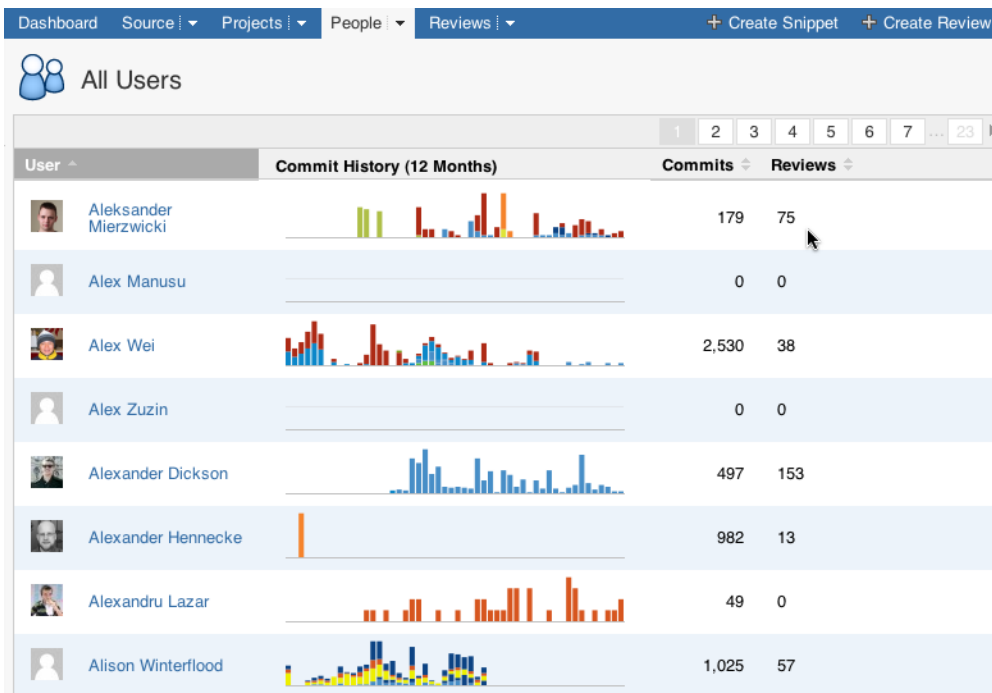 Dashboard Source Projects People Reviews + Create Snippet + Create Review
All Users
1 2 3 4 5 6 7 ... 23
User Commit History (12 Months) Commits Reviews
Aleksander
Mierzwicki 179 75
Alex Manusu 0 0
Alex Wei 2,530 38
Alex Zuzin 0 0
Alexander Dickson 497 153
Alexander Hennecke 982 13
Alexandru Lazar 49 0
Alison Winterflood 1,025 57